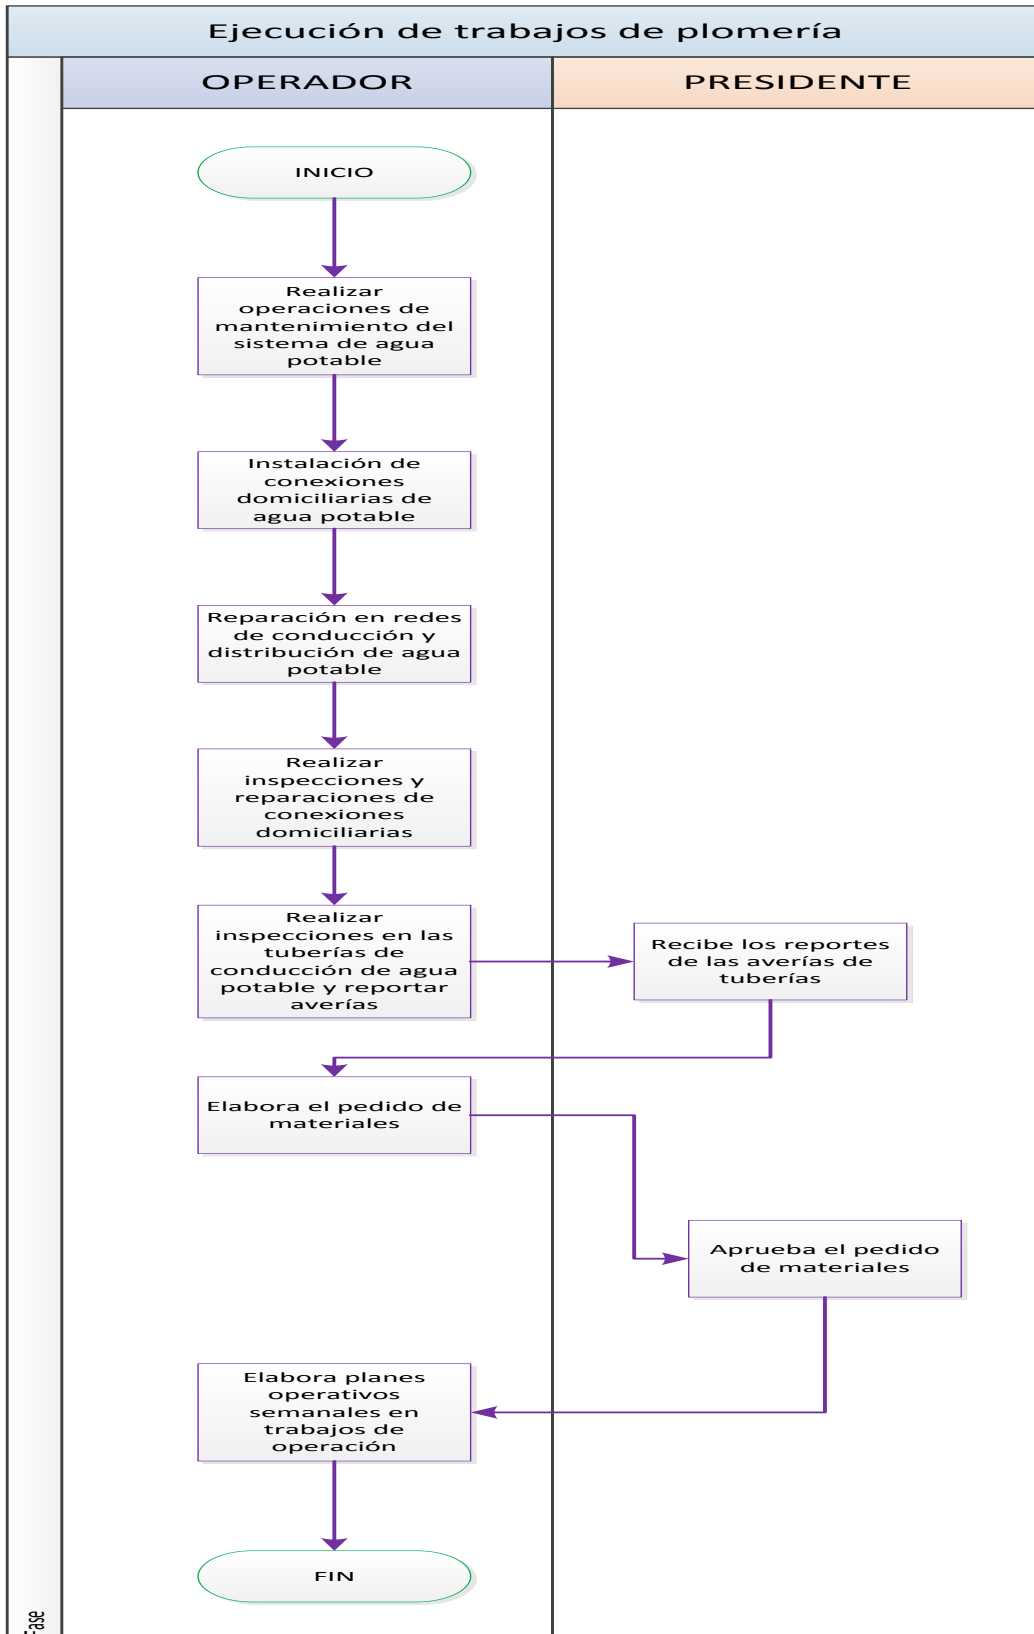 Ejecución de trabajos de plomería
OPERADOR
PRESIDENTE
INICIO
Realizar
operaciones de
mantenimiento del
sistema de agua
potable
Instalación de
conexiones
domiciliarias de
agua potable
Reparación en redes
de conducción y
distribución de agua
potable
Realizar
inspecciones y
reparaciones de
conexiones
domiciliarias
Realizar
inspecciones en las
tuberías de
conducción de agua
potable y reportar
averías
Recibe los reportes
de las averías de
tuberías
Elabora el pedido de
materiales
Aprueba el pedido
de materiales
Elabora planes
operativos
semanales en
trabajos de
operación
FIN
Fase